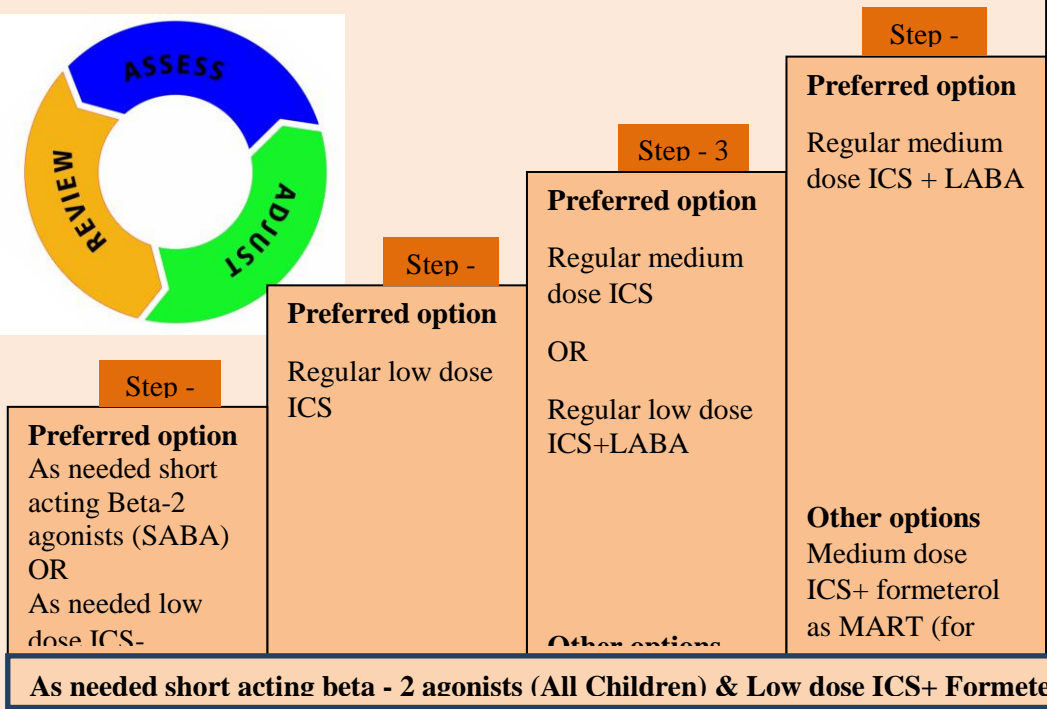 ASSESS
ADJUST
REVIEW
Step -
Preferred option
As needed short
acting Beta-2
agonists (SABA)
OR
As needed low
dose ICS-
Step -
Preferred option
Regular low dose
ICS
Step - 3
Preferred option
Regular medium
dose ICS
OR
Regular low dose
ICS+LABA
Other options
Step -
Preferred option
Regular medium
dose ICS + LABA
Other options
Medium dose
ICS+ formeterol
as MART (for
As needed short acting beta - 2 agonists (All Children) & Low dose ICS+ Formete